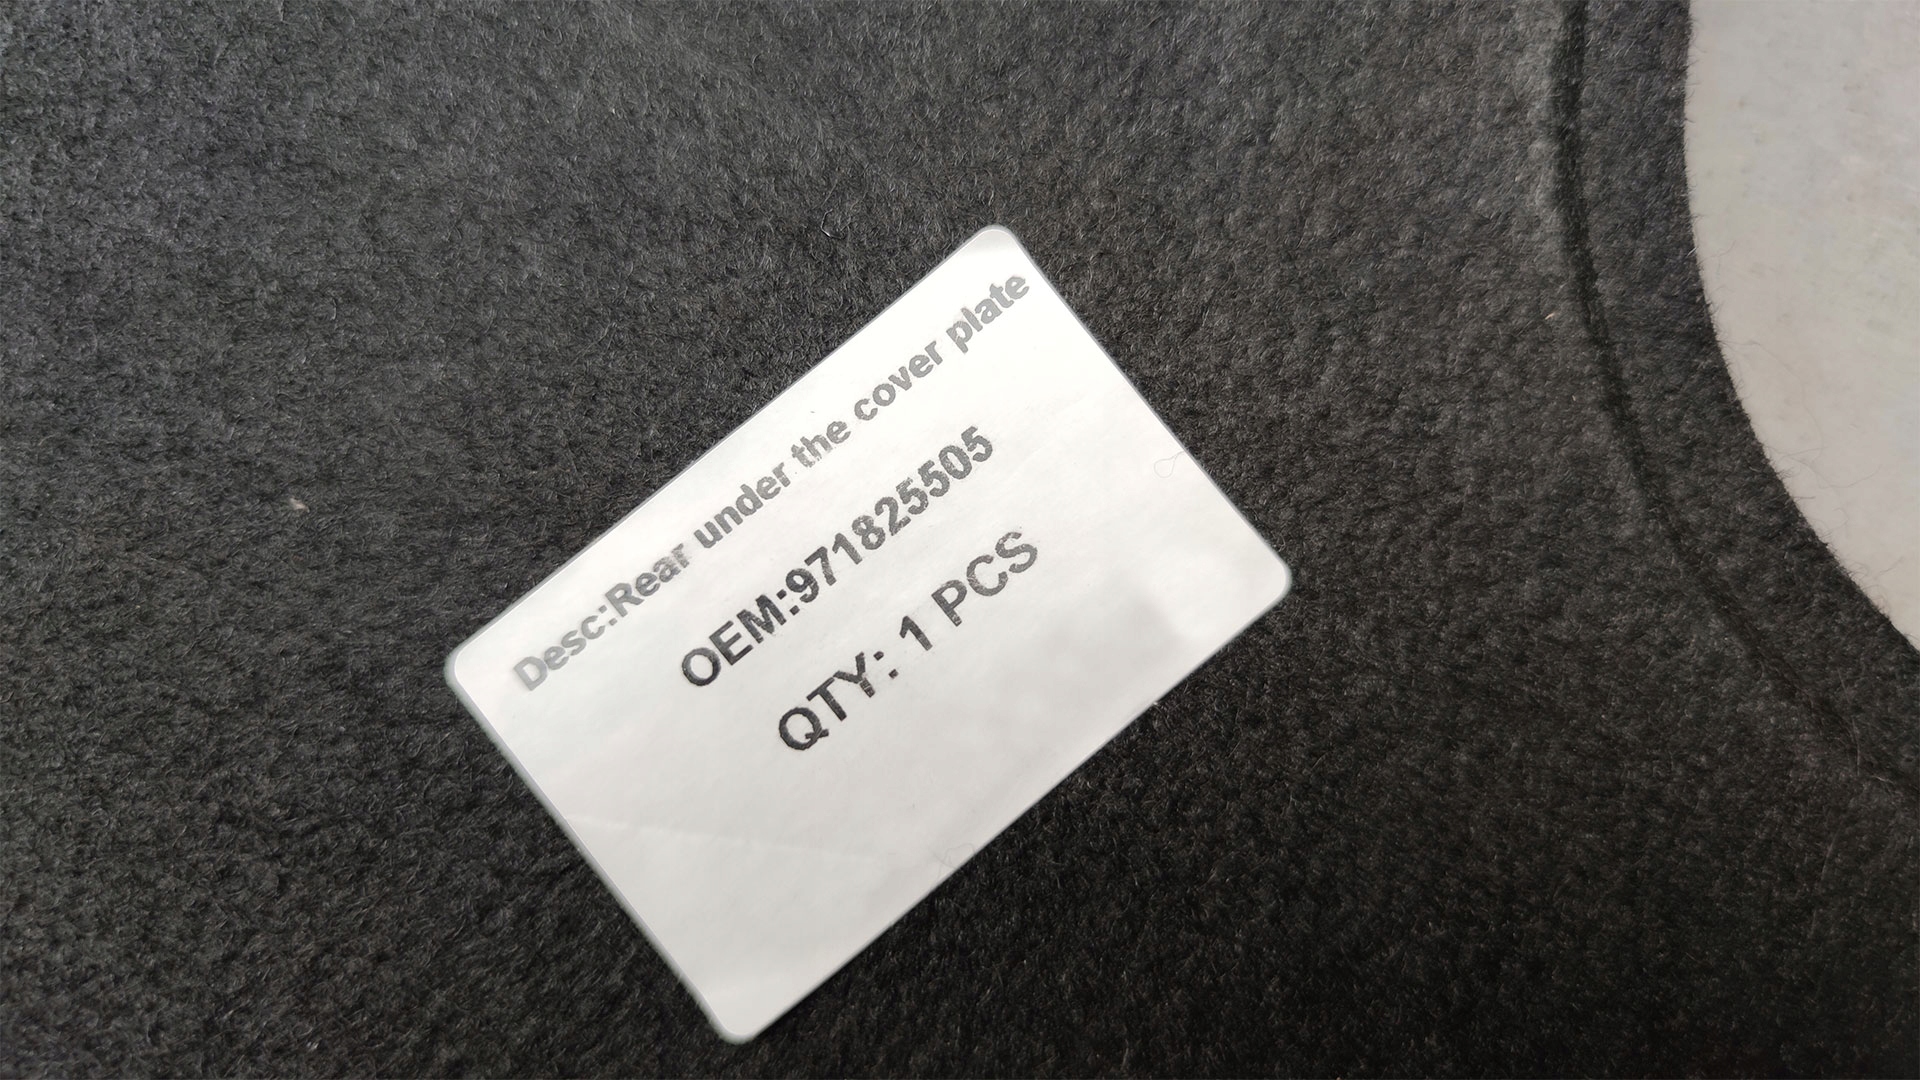 Desc:Rear under the cover plate
OEM:971825505
QTY: 1 PCS